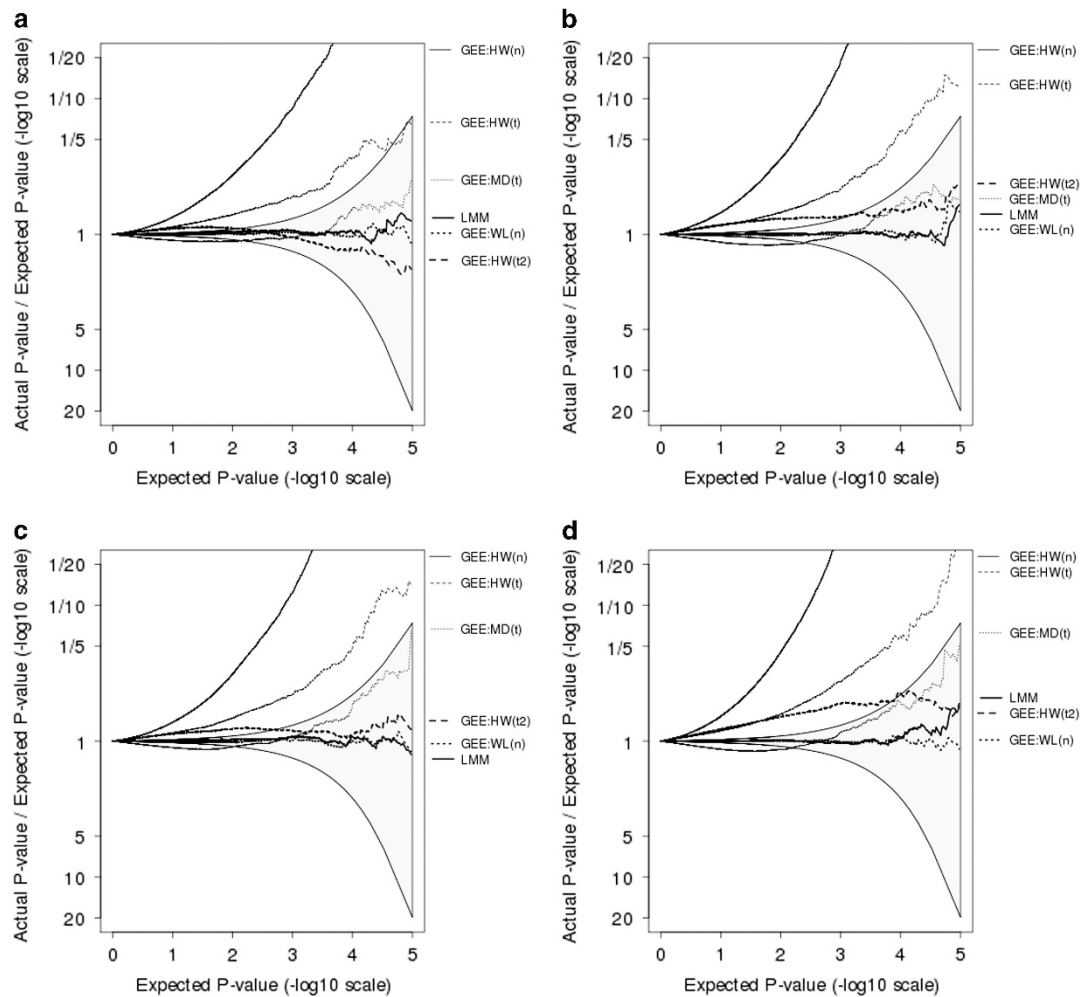 a
Actual P-value / Expected P-value (-log10 scale)
1/20
1/10
1/5
1
5
10
20
0 1 2 3 4 5
Expected P-value (-log10 scale)
GEE:HW(n)
GEE:HW(t)
GEE:MD(t)
LMM
GEE:WL(n)
GEE:HW(t2)
b
Actual P-value / Expected P-value (-log10 scale)
1/20
1/10
1/5
1
5
10
20
0 1 2 3 4 5
Expected P-value (-log10 scale)
GEE:HW(n)
GEE:HW(t)
GEE:HW(t2)
GEE:MD(t)
LMM
GEE:WL(n)
c
Actual P-value / Expected P-value (-log10 scale)
1/20
1/10
1/5
1
5
10
20
0 1 2 3 4 5
Expected P-value (-log10 scale)
GEE:HW(n)
GEE:HW(t)
GEE:MD(t)
GEE:HW(t2)
GEE:WL(n)
LMM
d
Actual P-value / Expected P-value (-log10 scale)
1/20
1/10
1/5
1
5
10
20
0 1 2 3 4 5
Expected P-value (-log10 scale)
GEE:HW(n)
GEE:HW(t)
GEE:MD(t)
LMM
GEE:HW(t2)
GEE:WL(n)